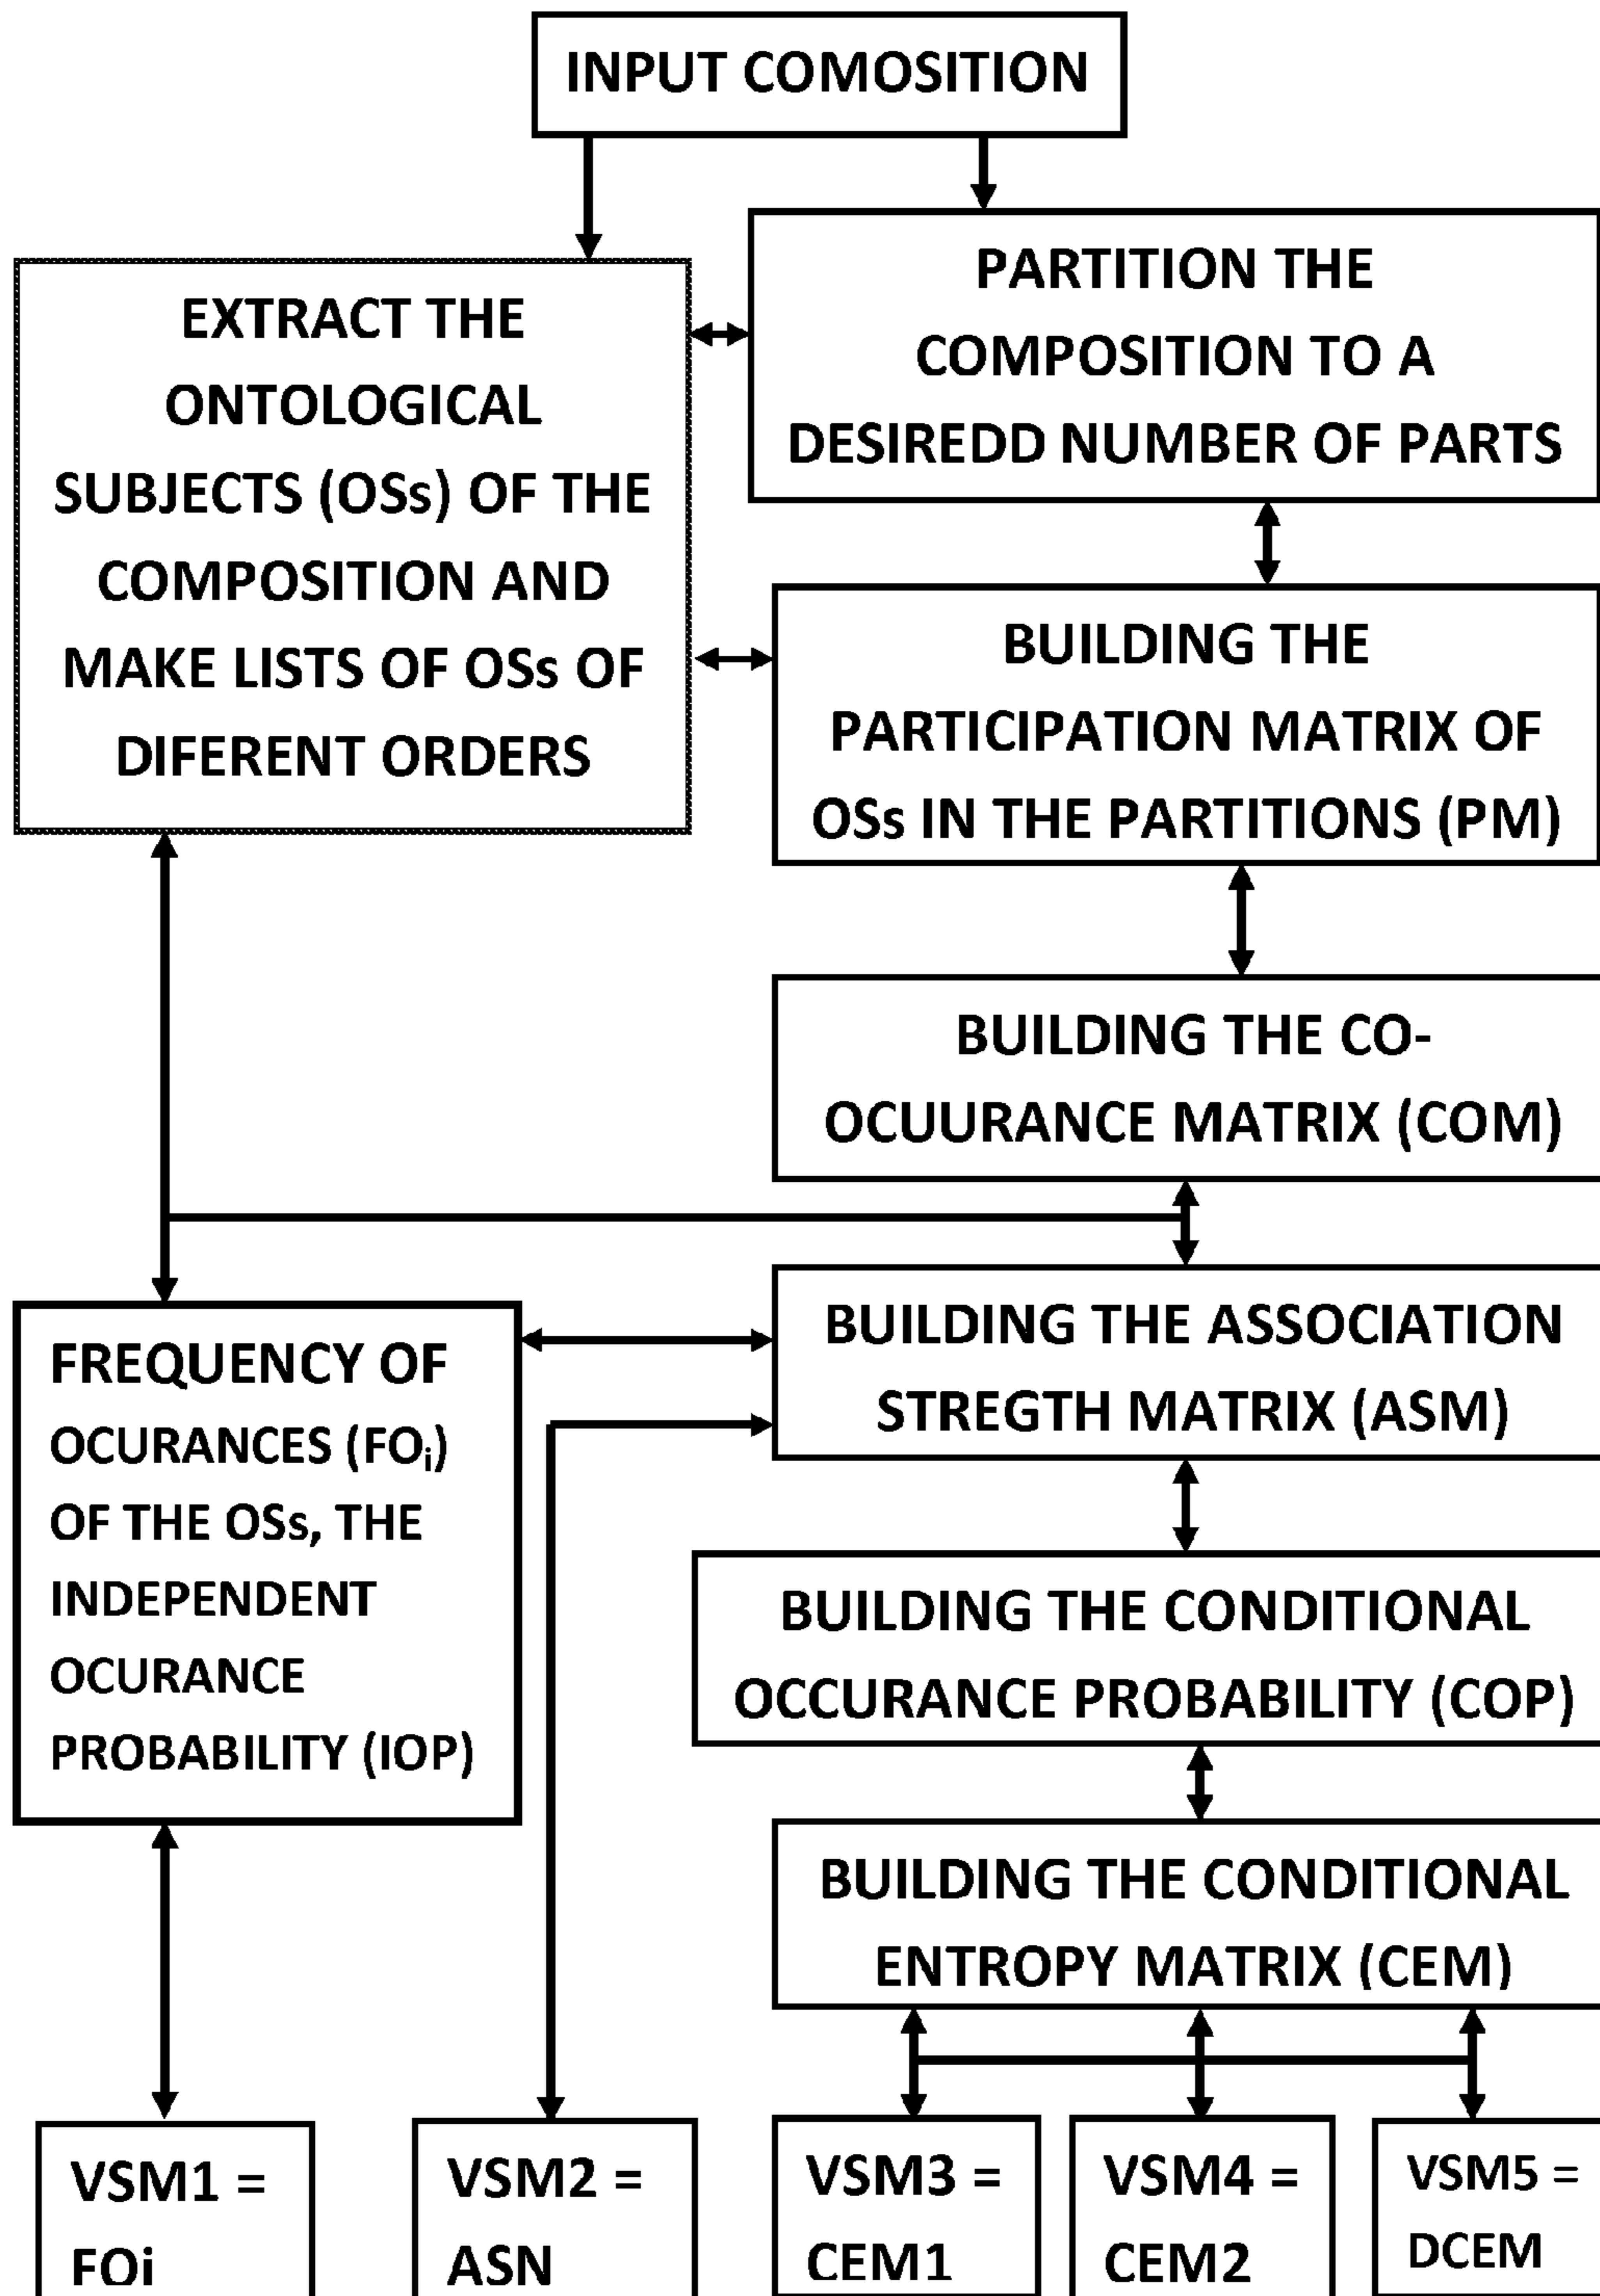 INPUT COMOSITION
EXTRACT THE
ONTOLOGICAL
SUBJECTS (OSs) OF THE
COMPOSITION AND
MAKE LISTS OF OSs OF
DIFERENT ORDERS
PARTITION THE
COMPOSITION TO A
DESIREDD NUMBER OF PARTS
BUILDING THE
PARTICIPATION MATRIX OF
OSs IN THE PARTITIONS (PM)
BUILDING THE CO-
OCUURANCE MATRIX (COM)
BUILDING THE ASSOCIATION
STREGTH MATRIX (ASM)
FREQUENCY OF
OCURANCES (FOi)
OF THE OSs, THE
INDEPENDENT
OCURANCE
PROBABILITY (IOP)
BUILDING THE CONDITIONAL
OCCURANCE PROBABILITY (COP)
BUILDING THE CONDITIONAL
ENTROPY MATRIX (CEM)
VSM1 =
FOi
VSM2 =
ASN
VSM3 =
CEM1
VSM4 =
CEM2
VSM5 =
DCEM